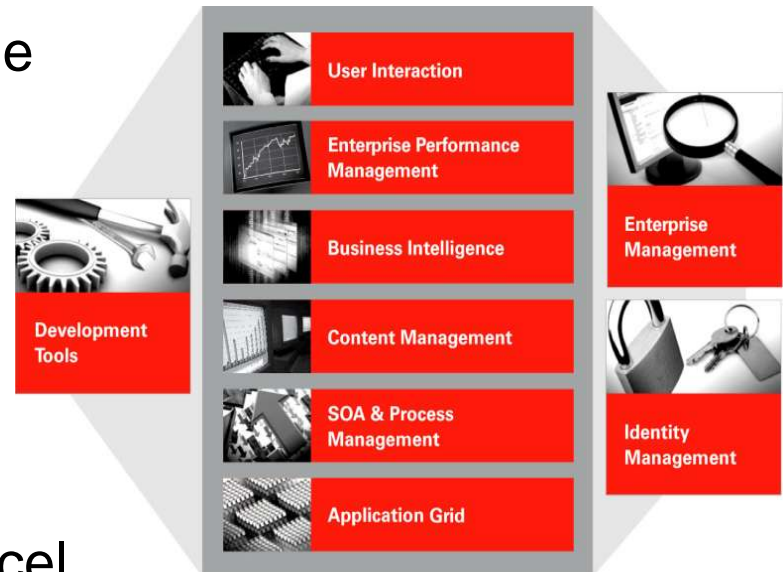 e
User Interaction
Enterprise Performance
Management
Business Intelligence
Content Management
SOA & Process
Management
Application Grid
Development
Tools
Enterprise
Management
Identity
Management
cel